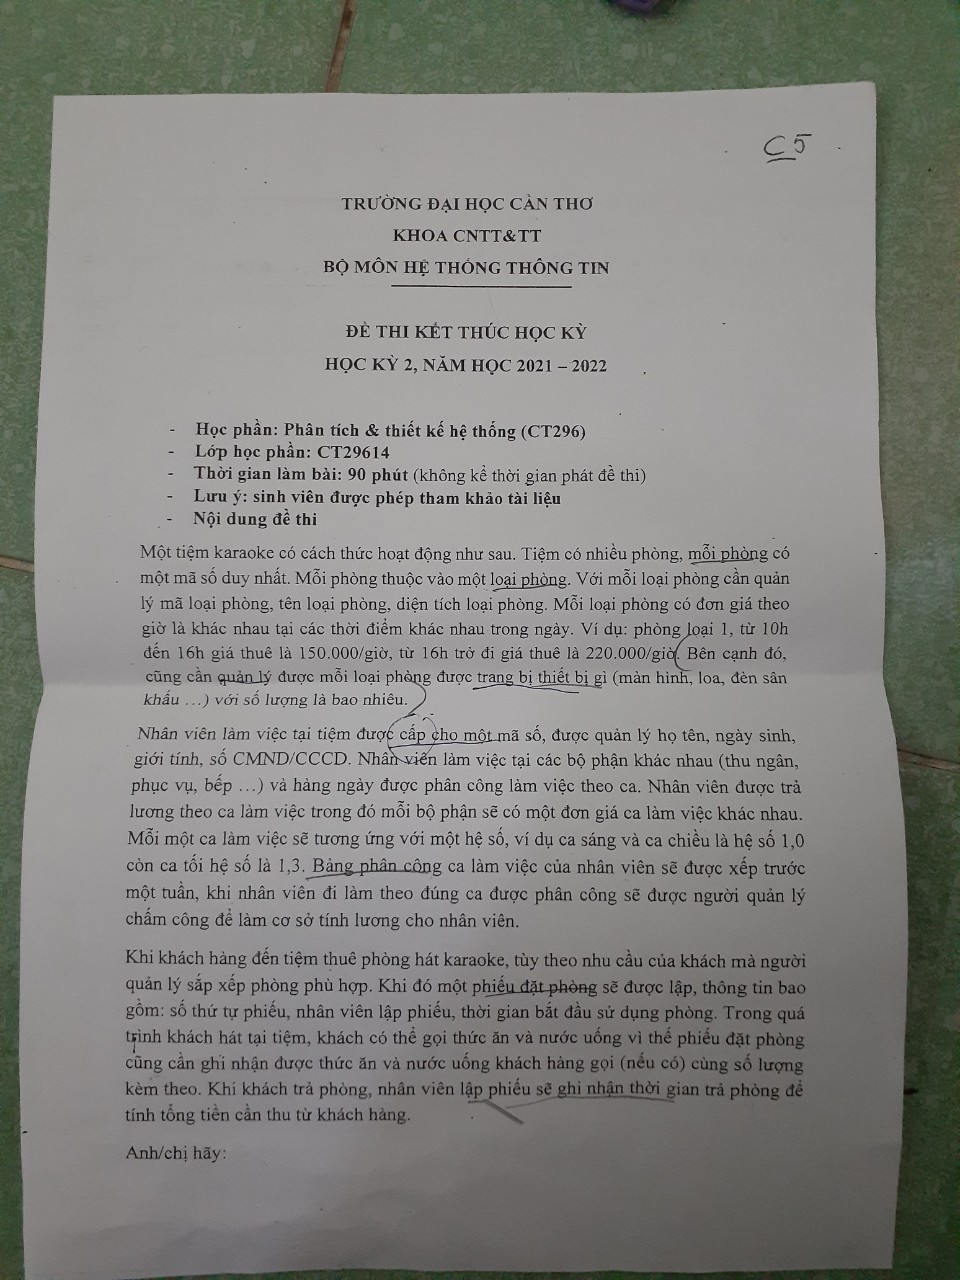 C5
TRƯỜNG ĐẠI HỌC CẦN THƠ
KHOA CNTT&TT
BỘ MÔN HỆ THỐNG THÔNG TIN
ĐỀ THI KẾT THÚC HỌC KỲ
HỌC KỲ 2, NĂM HỌC 2021 – 2022
- Học phần: Phân tích & thiết kế hệ thống (CT296)
- Lớp học phần: CT29614
- Thời gian làm bài: 90 phút (không kể thời gian phát đề thi)
- Lưu ý: sinh viên được phép tham khảo tài liệu
- Nội dung đề thi
Một tiệm karaoke có cách thức hoạt động như sau. Tiệm có nhiều phòng, mỗi phòng có
một mã số duy nhất. Mỗi phòng thuộc vào một loại phòng. Với mỗi loại phòng cần quản
lý mã loại phòng, tên loại phòng, diện tích loại phòng. Mỗi loại phòng có đơn giá theo
giờ là khác nhau tại các thời điểm khác nhau trong ngày. Ví dụ: phòng loại 1, từ 10h
đến 16h giá thuê là 150.000/giờ, từ 16h trở đi giá thuê là 220.000/giờ. Bên cạnh đó,
cũng cần quản lý được mỗi loại phòng được trang bị thiết bị gì (màn hình, loa, đèn sân
khấu …) với số lượng là bao nhiêu.
Nhân viên làm việc tại tiệm được cấp cho một mã số, được quản lý họ tên, ngày sinh,
giới tính, số CMND/CCCD. Nhân viên làm việc tại các bộ phận khác nhau (thu ngân,
phục vụ, bếp …) và hàng ngày được phân công làm việc theo ca. Nhân viên được trả
lương theo ca làm việc trong đó mỗi bộ phận sẽ có một đơn giá ca làm việc khác nhau.
Mỗi một ca làm việc sẽ tương ứng với một hệ số, ví dụ ca sáng và ca chiều là hệ số 1,0
còn ca tối hệ số là 1,3. Bảng phân công ca làm việc của nhân viên sẽ được xếp trước
một tuần, khi nhân viên đi làm theo đúng ca được phân công sẽ được người quản lý
chấm công để làm cơ sở tính lương cho nhân viên.
Khi khách hàng đến tiệm thuê phòng hát karaoke, tùy theo nhu cầu của khách mà người
quản lý sắp xếp phòng phù hợp. Khi đó một phiếu đặt phòng sẽ được lập, thông tin bao
gồm: số thứ tự phiếu, nhân viên lập phiếu, thời gian bắt đầu sử dụng phòng. Trong quá
trình khách hát tại tiệm, khách có thể gọi thức ăn và nước uống vì thế phiếu đặt phòng
cũng cần ghi nhận được thức ăn và nước uống khách hàng gọi (nếu có) cùng số lượng
kèm theo. Khi khách trả phòng, nhân viên lập phiếu sẽ ghi nhận thời gian trả phòng để
tính tổng tiền cần thu từ khách hàng.
Anh/chị hãy: